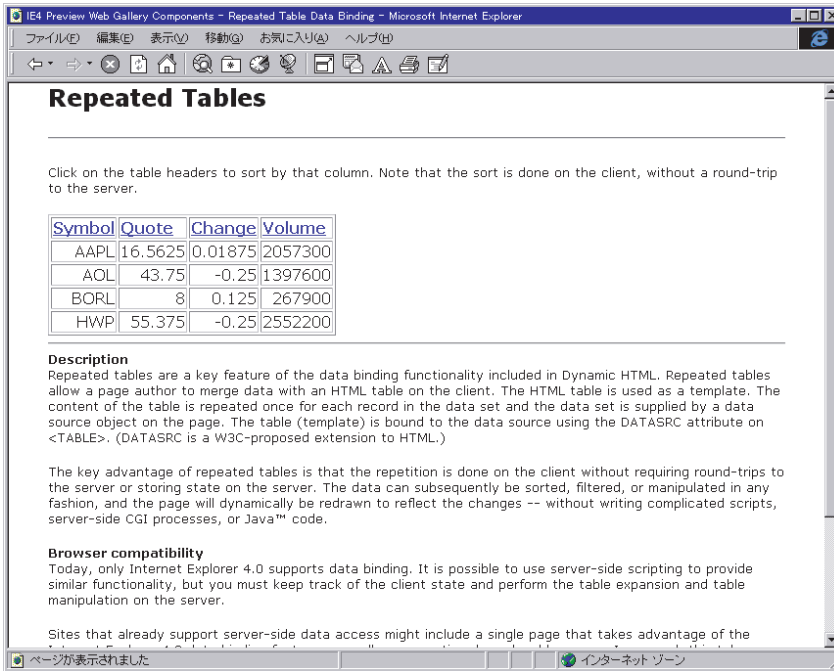 IE4 Preview Web Gallery Components - Repeated Table Data Binding - Microsoft Internet Explorer
ファイル(F) 編集(E) 表示(V) 移動(G) お気に入り(A) ヘルプ(H)
Repeated Tables
Click on the table headers to sort by that column. Note that the sort is done on the client, without a round-trip
to the server.
Symbol Quote Change Volume
AAPL 16.5625 0.01875 2057300
AOL 43.75 -0.25 1397600
BORL 8 0.125 267900
HWP 55.375 -0.25 2552200
Description
Repeated tables are a key feature of the data binding functionality included in Dynamic HTML. Repeated tables
allow a page author to merge data with an HTML table on the client. The HTML table is used as a template. The
content of the table is repeated once for each record in the data set and the data set is supplied by a data
source object on the page. The table (template) is bound to the data source using the DATASRC attribute on
<TABLE>. (DATASRC is a W3C-proposed extension to HTML.)
The key advantage of repeated tables is that the repetition is done on the client without requiring round-trips to
the server or storing state on the server. The data can subsequently be sorted, filtered, or manipulated in any
fashion, and the page will dynamically be redrawn to reflect the changes -- without writing complicated scripts,
server-side CGI processes, or Java™ code.
Browser compatibility
Today, only Internet Explorer 4.0 supports data binding. It is possible to use server-side scripting to provide
similar functionality, but you must keep track of the client state and perform the table expansion and table
manipulation on the server.
Sites that already support server-side data access might include a single page that takes advantage of the
ページが表示されました
インターネット ゾーン